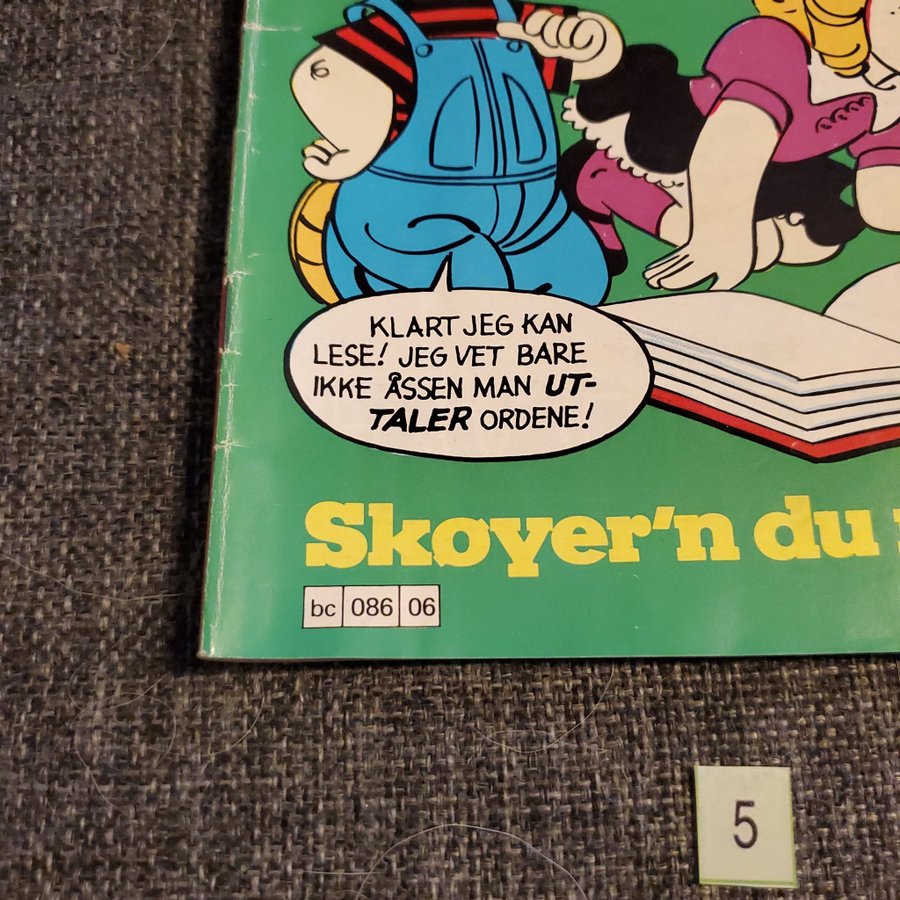 KLART JEG KAN
LESE! JEG VET BARE
IKKE ÅSSEN MAN UT-
TALER ORDENE!
Skøyer'n du
bc 086 06
5